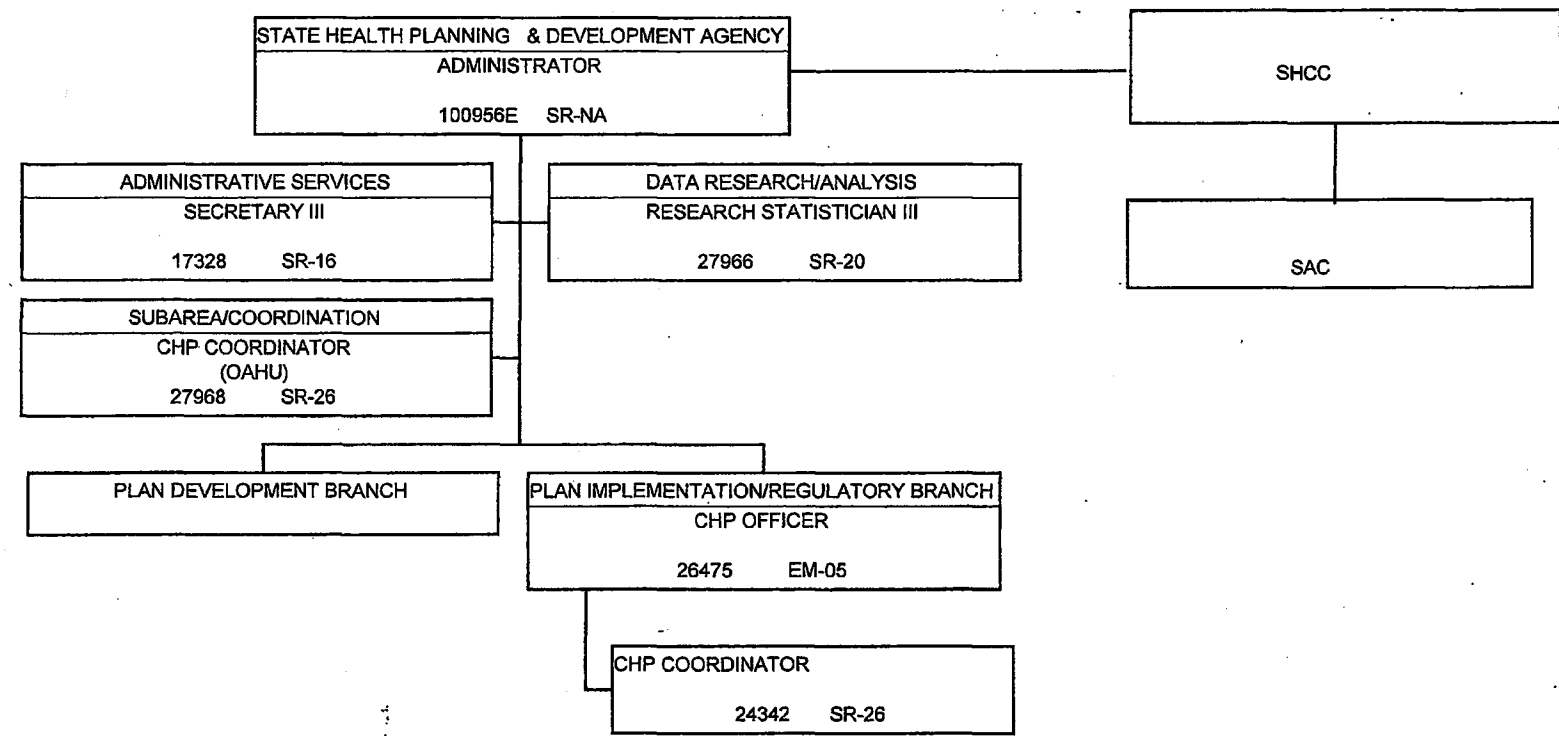 STATE HEALTH PLANNING & DEVELOPMENT AGENCY
ADMINISTRATOR
100956E SR-NA
SHCC
ADMINISTRATIVE SERVICES
SECRETARY III
17328 SR-16
DATA RESEARCH/ANALYSIS
RESEARCH STATISTICIAN III
27966 SR-20
SAC
SUBAREA/COORDINATION
CHP COORDINATOR
(OAHU)
27968 SR-26
PLAN DEVELOPMENT BRANCH
PLAN IMPLEMENTATION/REGULATORY BRANCH
CHP OFFICER
26475 EM-05
CHP COORDINATOR
24342 SR-26